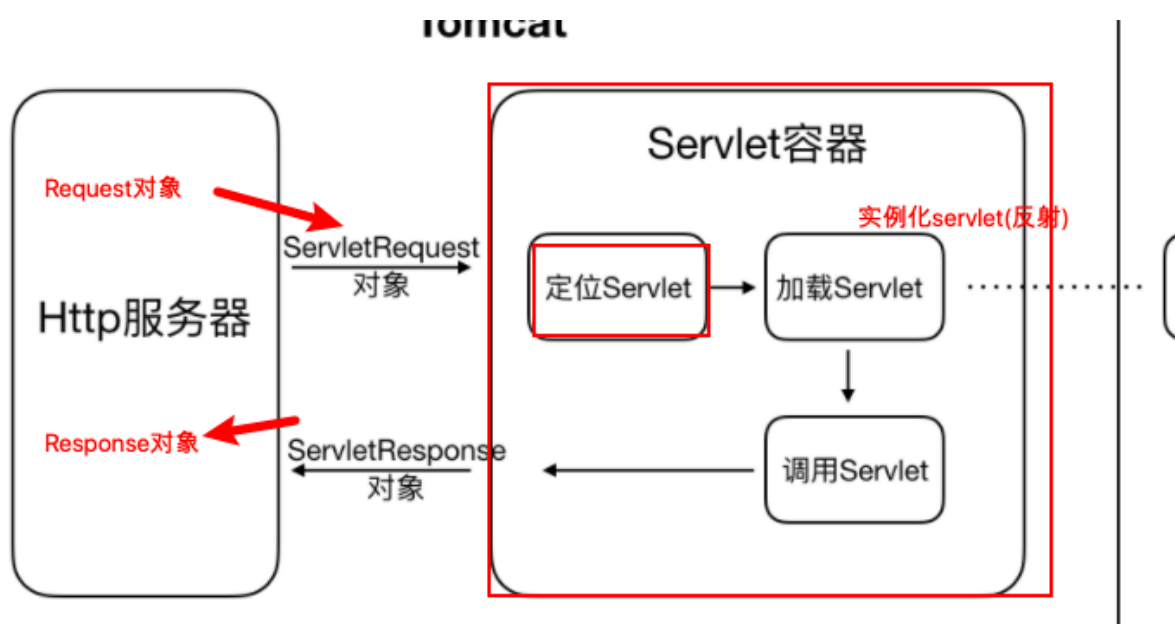 Tomcat
Servlet容器
Request对象
实例化servlet(反射)
ServletRequest
对象
定位Servlet
加载Servlet
Http服务器
Response对象
ServletResponse
对象
调用Servlet